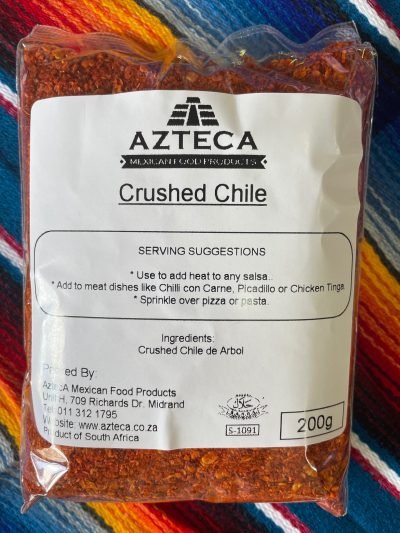 AZTECA
MEXICAN FOOD PRODUCTS
Crushed Chile
SERVING SUGGESTIONS
* Use to add heat to any salsa..
* Add to meat dishes like Chilli con Carne, Picadillo or Chicken Tinga.
* Sprinkle over pizza or pasta.
Ingredients:
Crushed Chile de Arbol
Packed By:
Azteca Mexican Food Products
Unit H, 709 Richards Dr. Midrand
Tel: 011 312 1795
Website: www.azteca.co.za
Product of South Africa
S-1091
200g